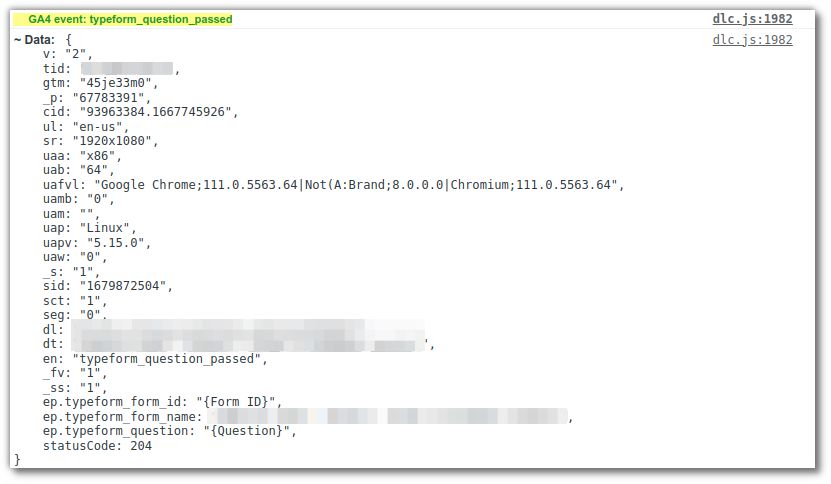 GA4 event: typeform_question_passed dlc.js:1982
~ Data: { dlc.js:1982
v: "2",
tid: ,
gtm: "45je33m0",
_p: "67783391",
cid: "93963384.1667745926",
ul: "en-us",
sr: "1920x1080",
uaa: "x86",
uab: "64",
uafvl: "Google Chrome;111.0.5563.64|Not(A:Brand;8.0.0.0|Chromium;111.0.5563.64",
uamb: "0",
uam: "",
uap: "Linux",
uapv: "5.15.0",
uaw: "0",
_s: "1",
sid: "1679872504",
sct: "1",
seg: "0",
dl:
dt: ",
en: "typeform_question_passed",
_fv: "1",
_ss: "1",
ep.typeform_form_id: "{Form ID}",
ep.typeform_form_name: ,
ep.typeform_question: "{Question}",
statusCode: 204
}